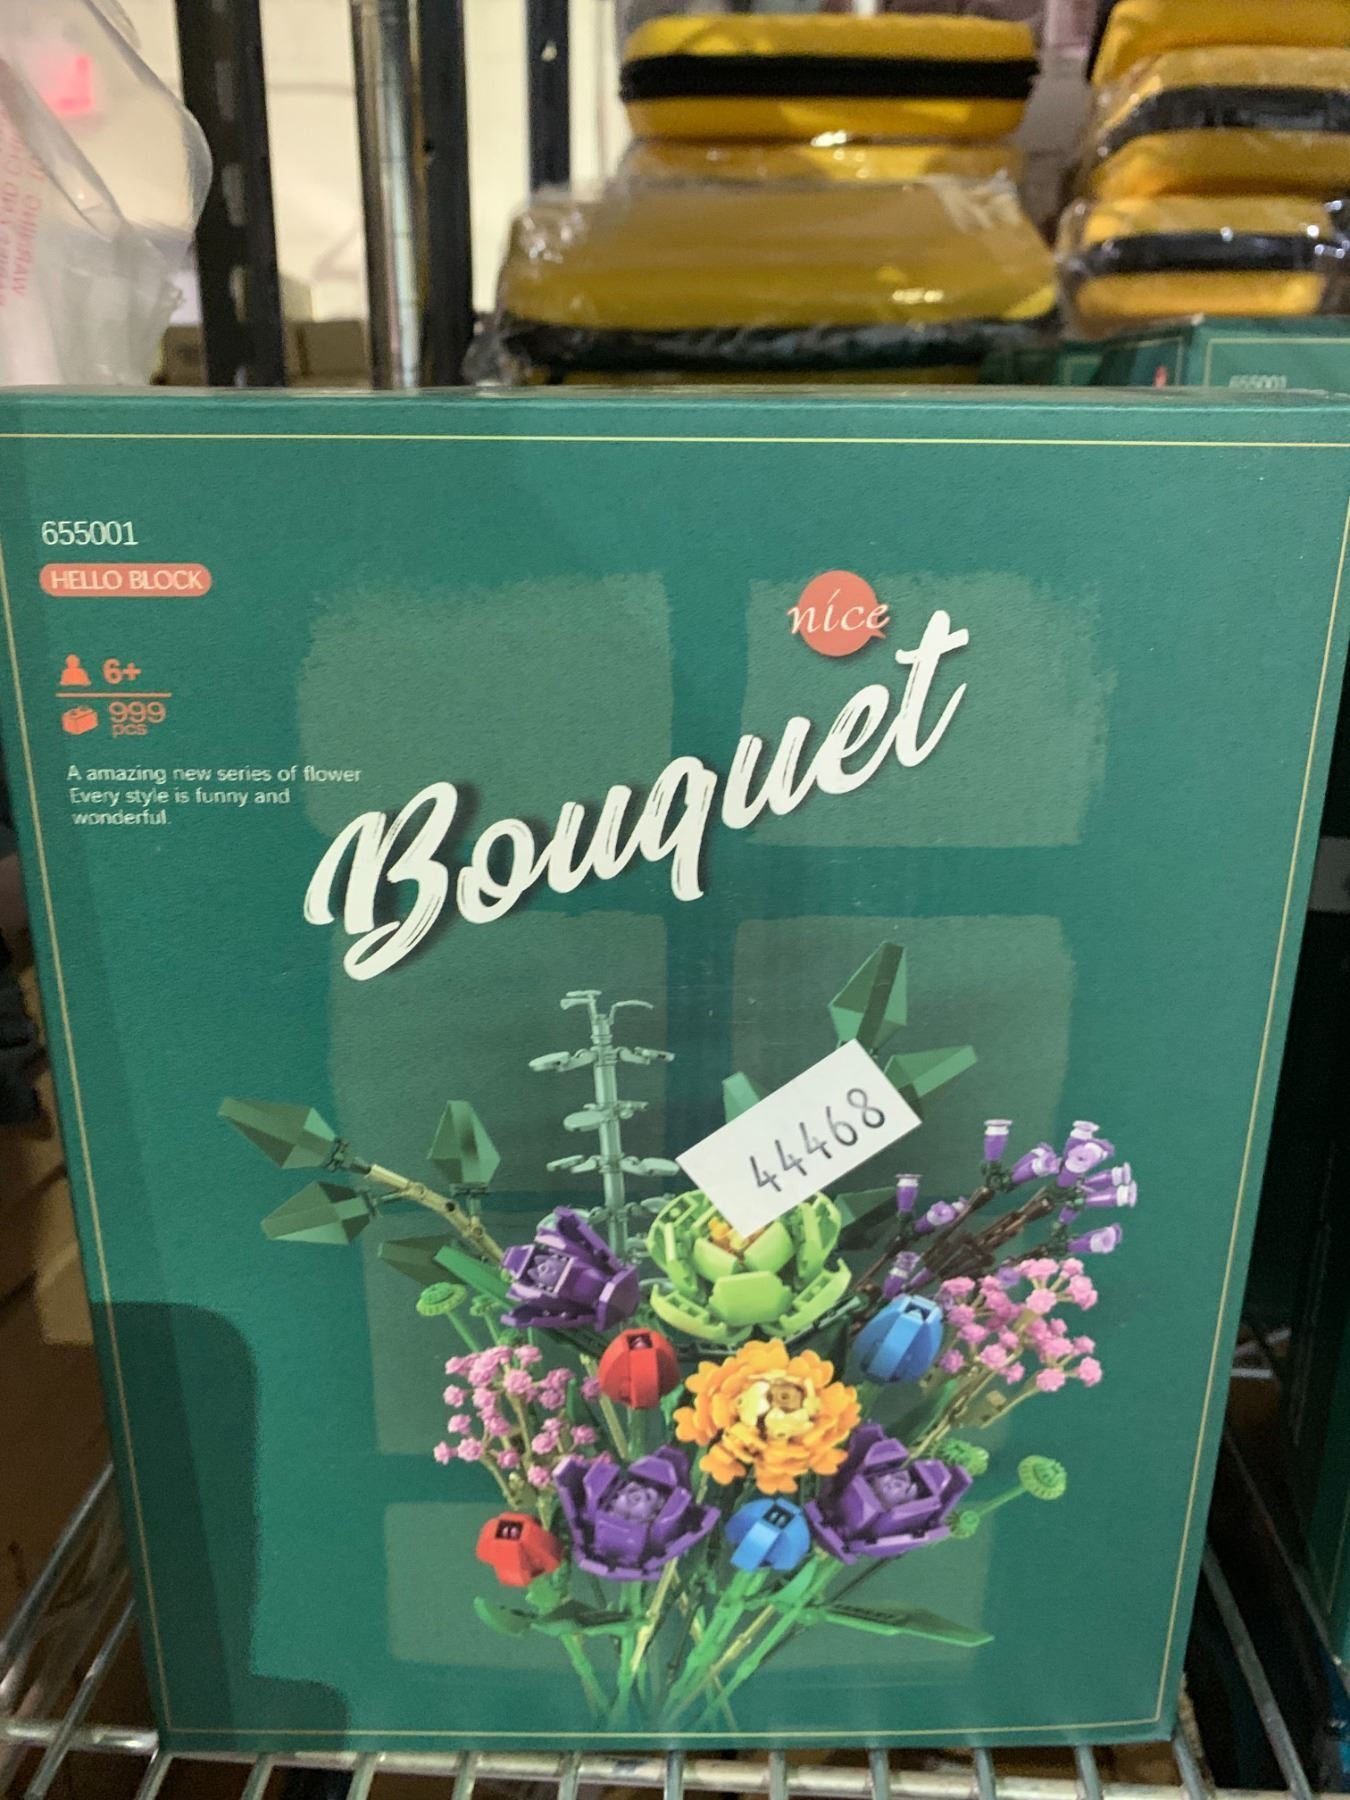 655001
655001
HELLO BLOCK
nice
Bouquet
6+
999
pcs
A amazing new series of flower
Every style is funny and
wonderful.
44468